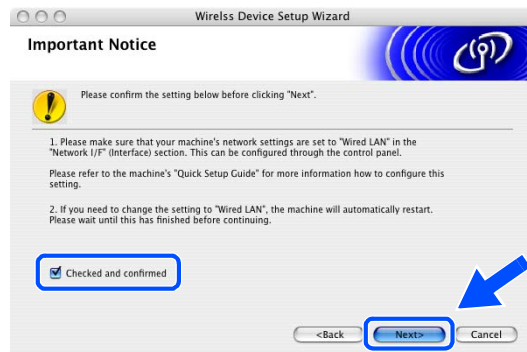 Wirelss Device Setup Wizard
Important Notice
Please confirm the setting below before clicking "Next".
1. Please make sure that your machine's network settings are set to "Wired LAN" in the
"Network I/F" (Interface) section. This can be configured through the control panel.
Please refer to the machine's "Quick Setup Guide" for more information how to configure this
setting.
2. If you need to change the setting to "Wired LAN", the machine will automatically restart.
Please wait until this has finished before continuing.
Checked and confirmed
<Back Next> Cancel